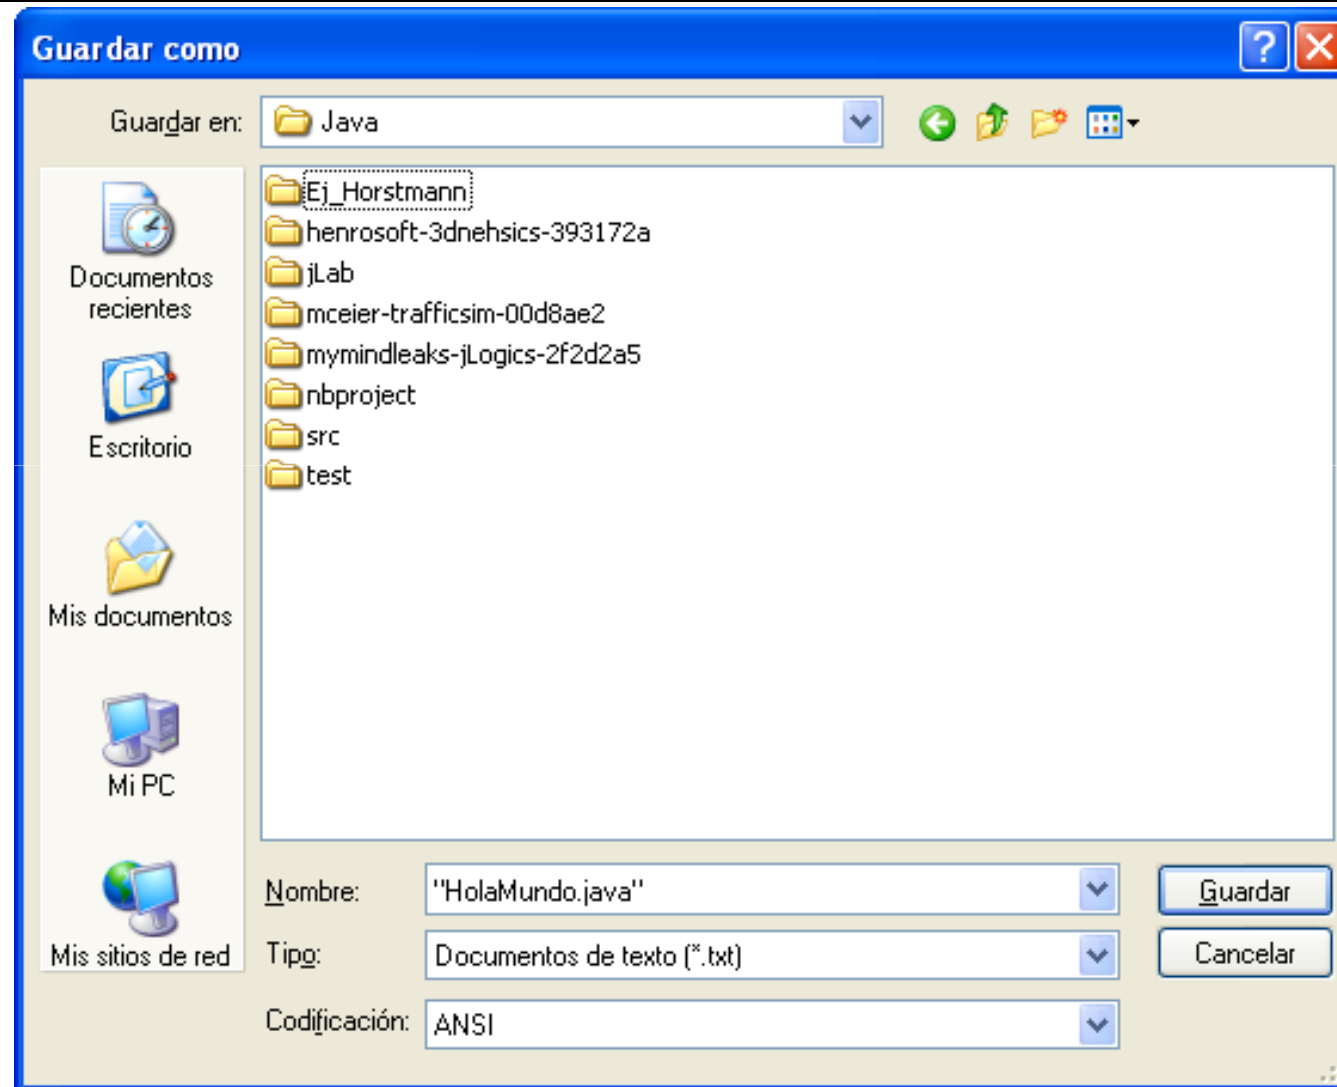 Guardar como
Guardar en:
Java
Documentos
recientes
Escritorio
Mis documentos
Mi PC
Mis sitios de red
Ej_Horstmann
henrosoft-3dnehsics-393172a
jLab
mceier-trafficsim-00d8ae2
mymindleaks-jLogics-2f2d2a5
nbproject
src
test
Nombre:
"HolaMundo.java"
Guardar
Tipo:
Documentos de texto (*.txt)
Cancelar
Codificación:
ANSI